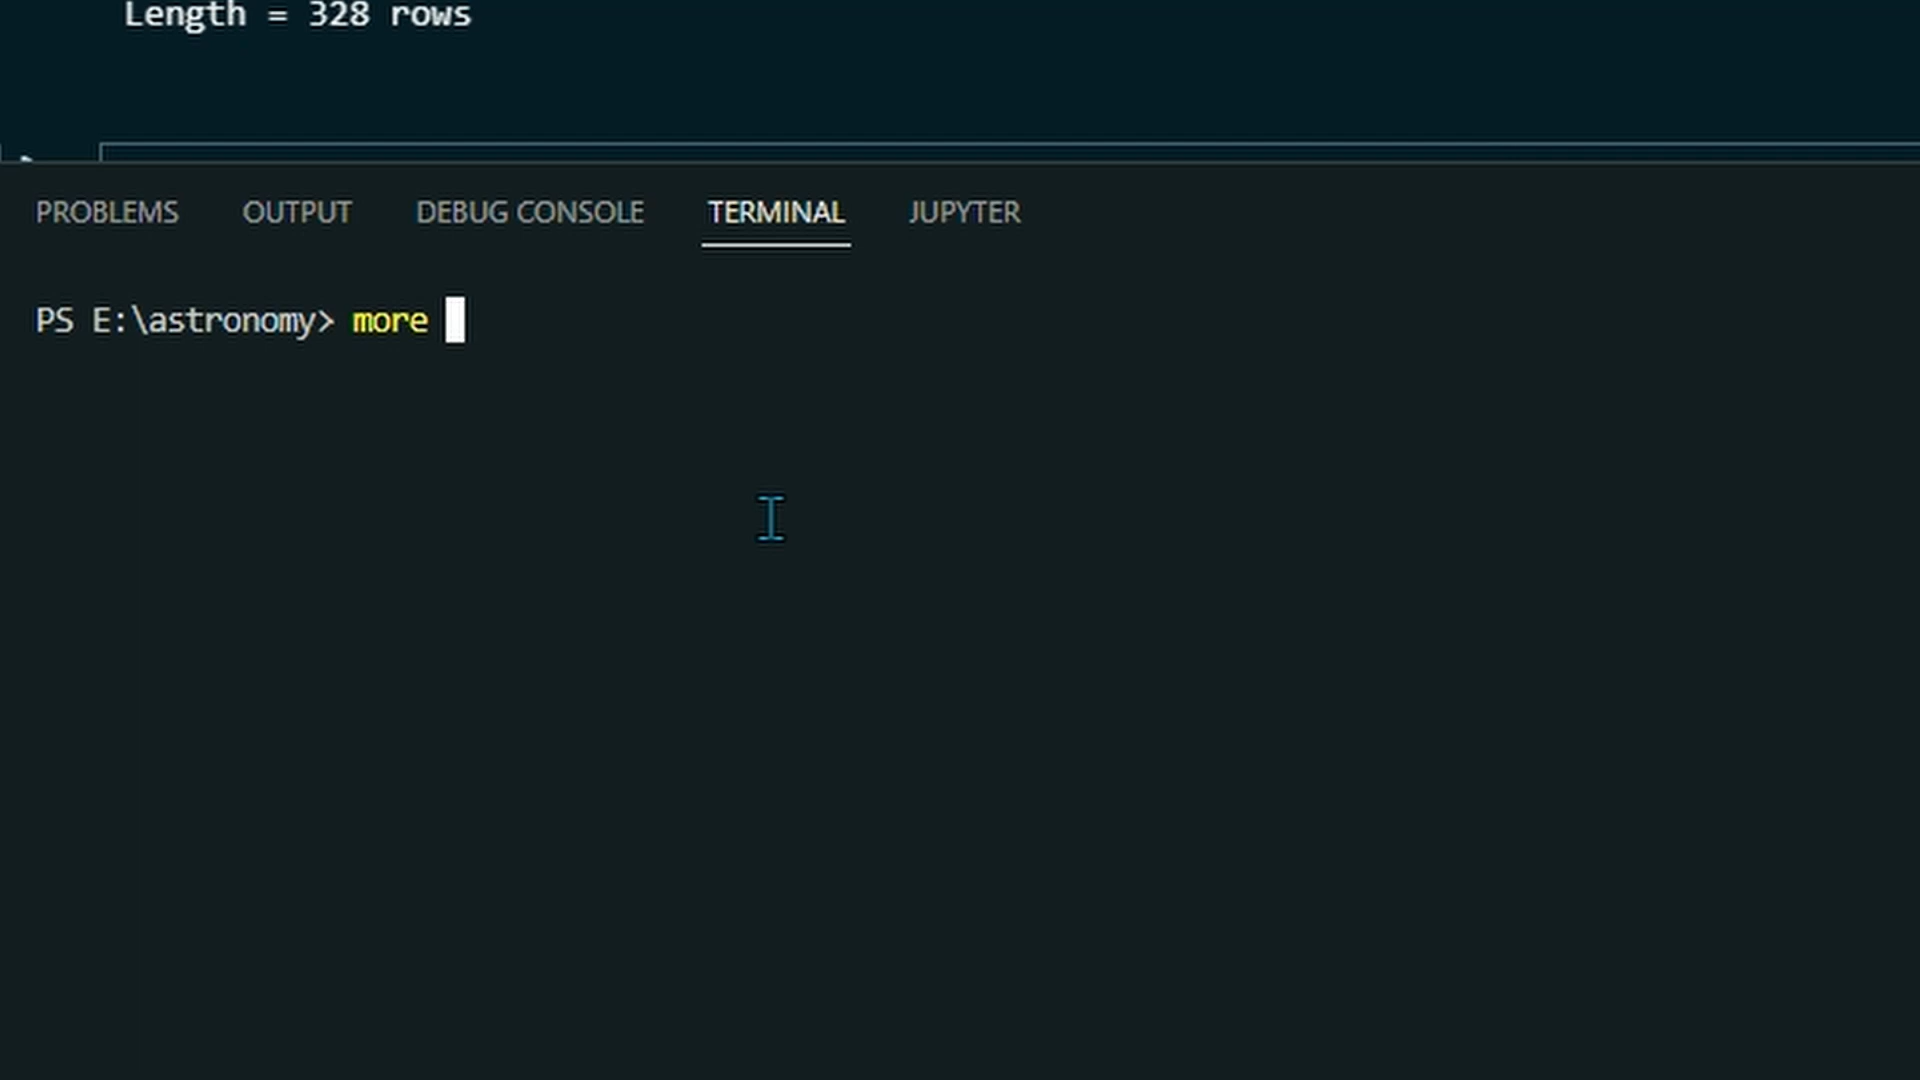 Length = 328 rows
PROBLEMS OUTPUT DEBUG CONSOLE TERMINAL JUPYTER
PS E:\astronomy> more